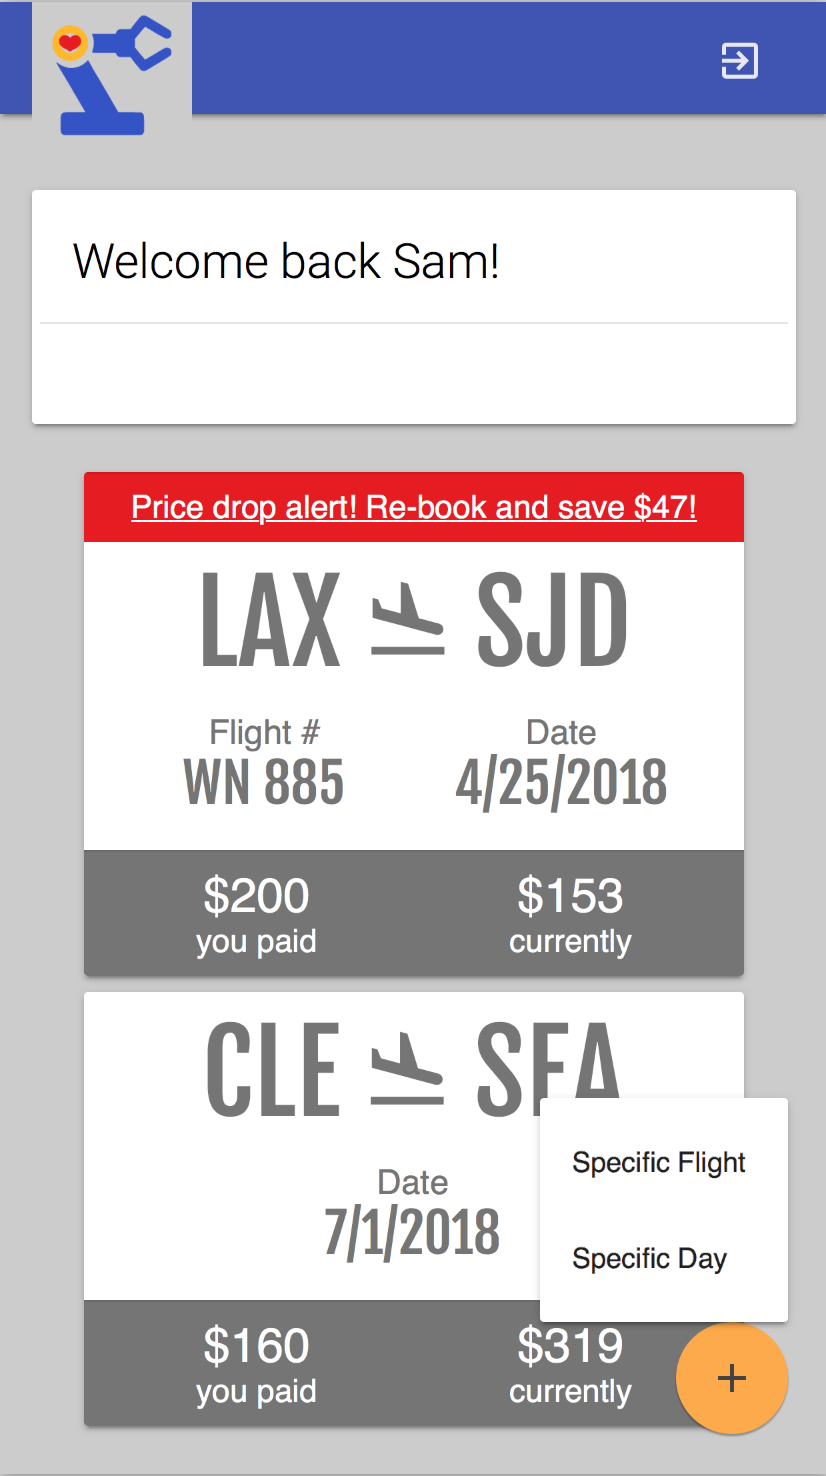 Welcome back Sam!
Price drop alert! Re-book and save $47!
LAX SJD
Flight # Date
WN 885 4/25/2018
$200 $153
you paid currently
CLE SEA
Date
7/1/2018
Specific Flight
Specific Day
$160 $319
you paid currently
+